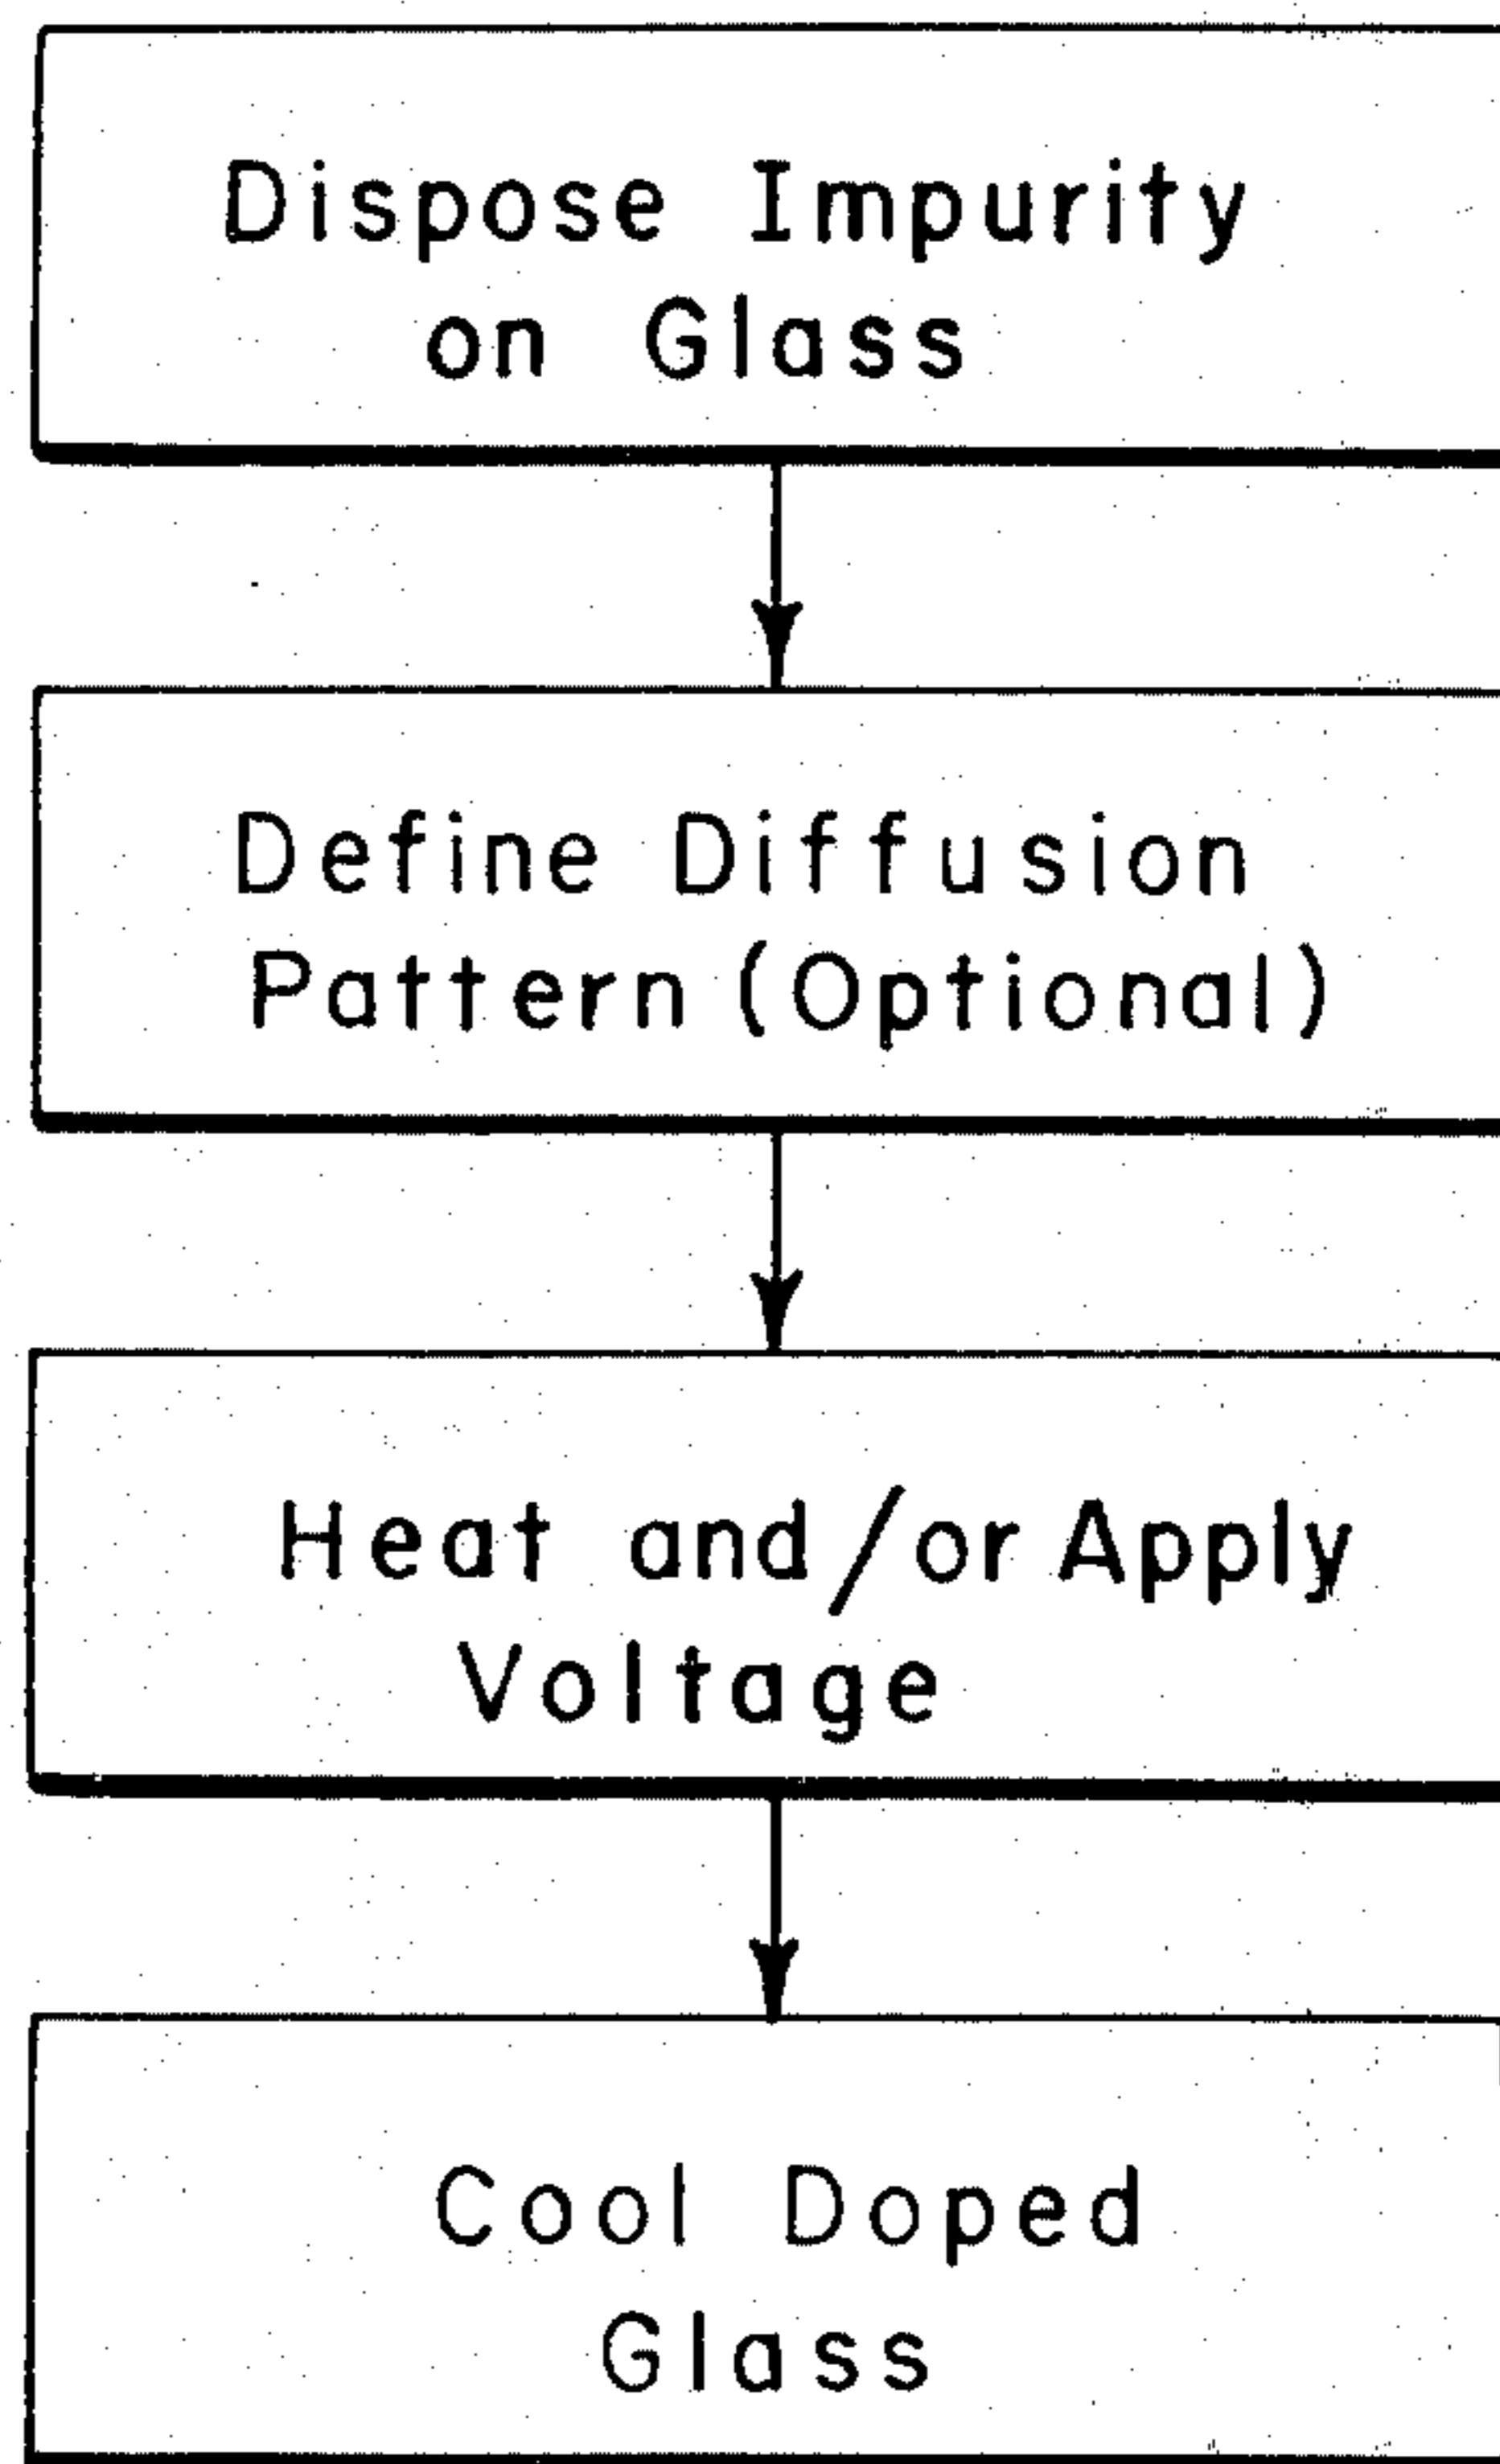 Dispose Impurity
on Glass
Define Diffusion
Pattern (Optional)
Heat and/or Apply
Voltage
Cool Doped
Glass